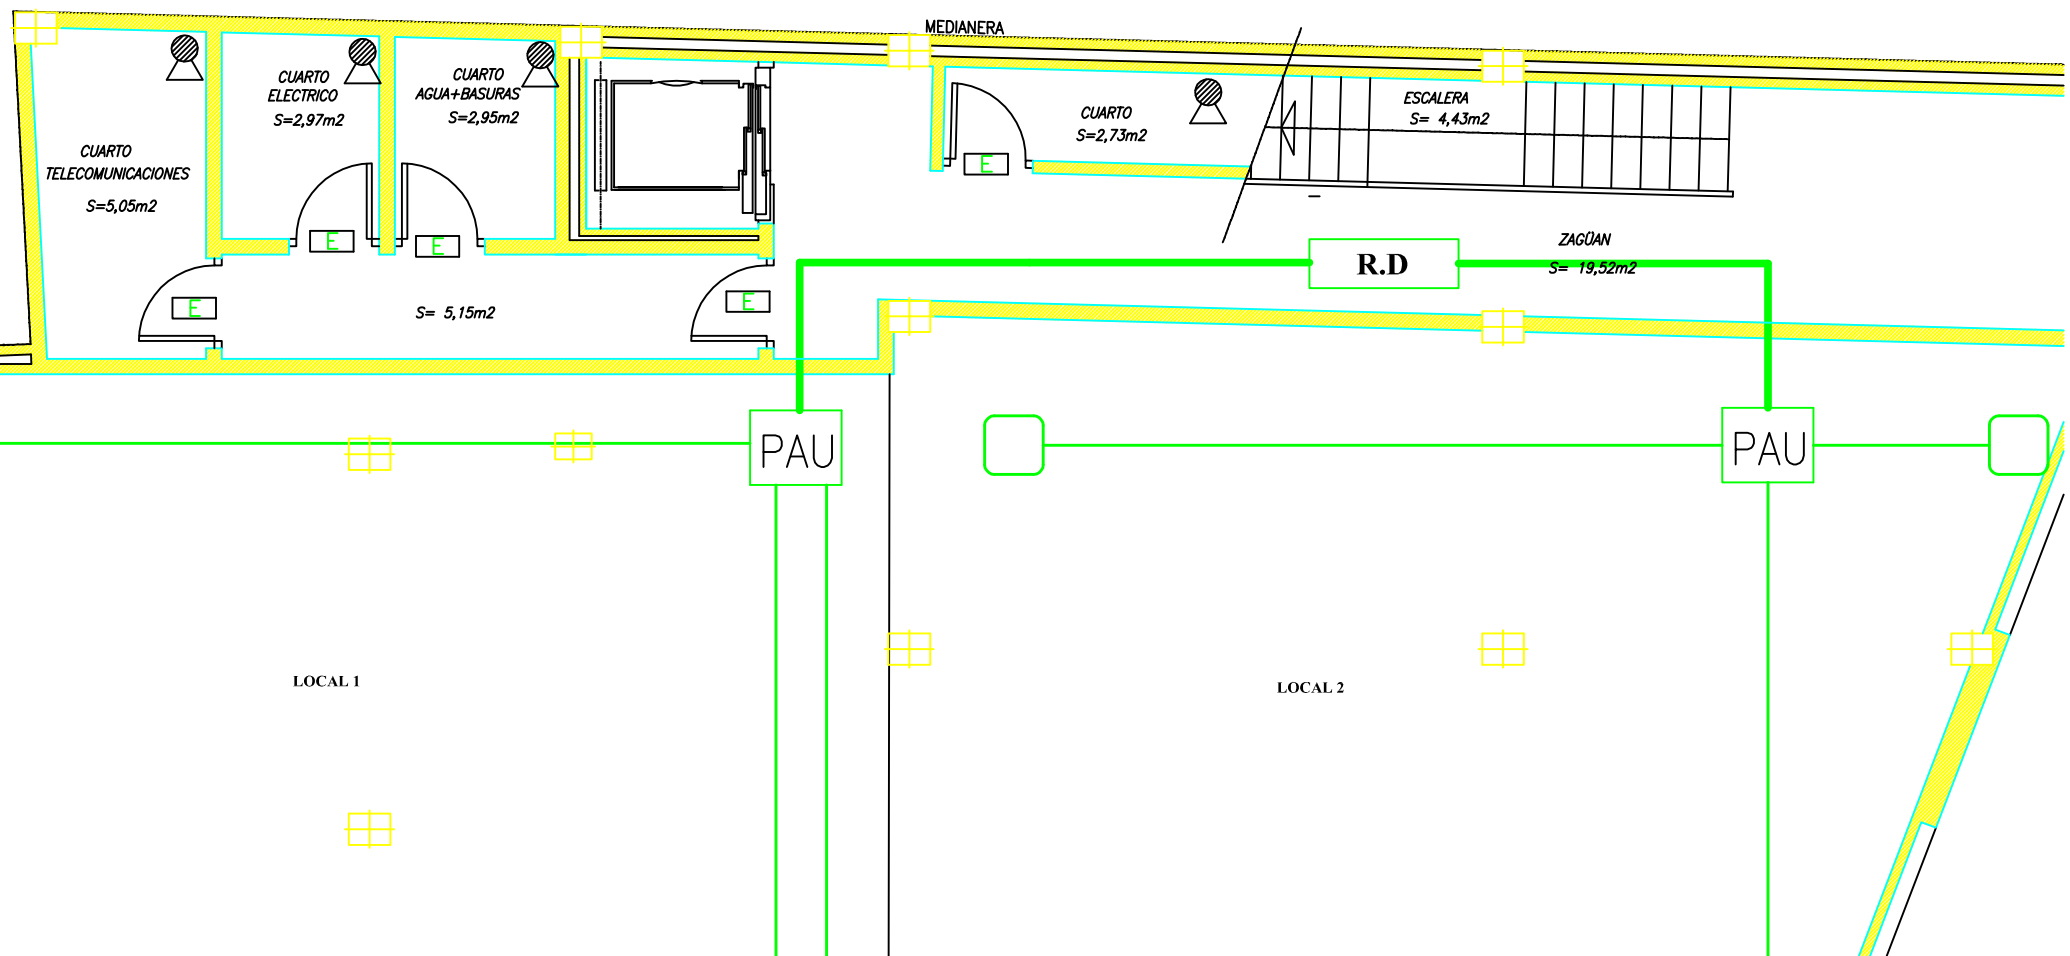 MEDIANERA
CUARTO
ELECTRICO
S=2,97m2
CUARTO
AGUA+BASURAS
S=2,95m2
CUARTO
S=2,73m2
ESCALERA
S= 4,43m2
CUARTO
TELECOMUNICACIONES
S=5,05m2
E
E
E
E
E
S= 5,15m2
R.D
ZAGÜAN
S= 19,52m2
PAU
PAU
LOCAL 1
LOCAL 2